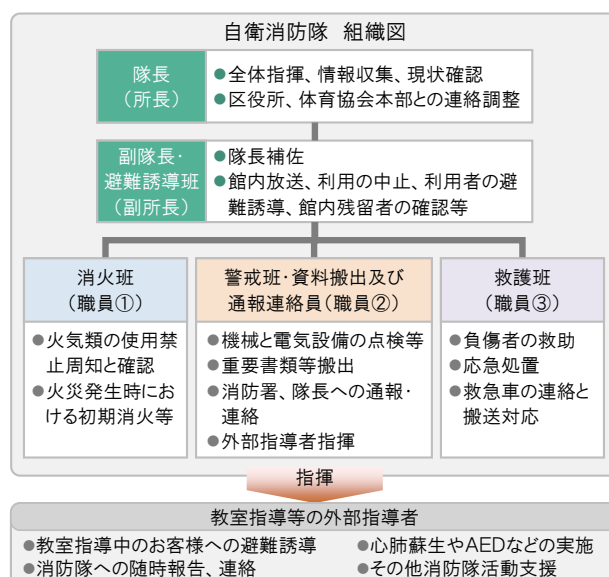 自衛消防隊 組織図
隊長
（所長）
●全体指揮、情報収集、現状確認
●区役所、体育協会本部との連絡調整
副隊長・
避難誘導班
（副所長）
●隊長補佐
●館内放送、利用の中止、利用者の避
難誘導、館内残留者の確認等
消火班
（職員①）
●火気類の使用禁
止周知と確認
●火災発生時にお
ける初期消火等
警戒班・資料搬出及び
通報連絡員（職員②）
●機械と電気設備の点検等
●重要書類等搬出
●消防署、隊長への通報・
連絡
●外部指導者指揮
救護班
（職員③）
●負傷者の救助
●応急処置
●救急車の連絡と
搬送対応
指揮
教室指導等の外部指導者
●教室指導中のお客様への避難誘導
●消防隊への随時報告、連絡
●心肺蘇生やAEDなどの実施
●その他消防隊活動支援